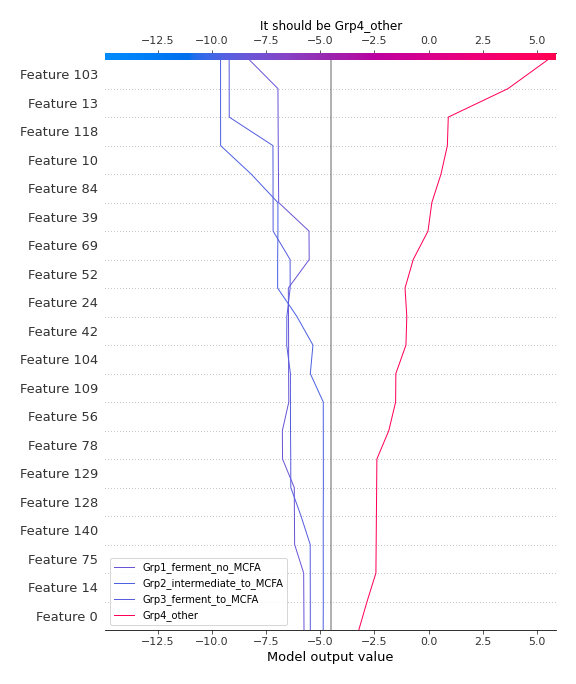 It should be Grp4_other
−12.5 −10.0 −7.5 −5.0 −2.5 0.0 2.5 5.0
Feature 103
Feature 13
Feature 118
Feature 10
Feature 84
Feature 39
Feature 69
Feature 52
Feature 24
Feature 42
Feature 104
Feature 109
Feature 56
Feature 78
Feature 129
Feature 128
Feature 140
Feature 75
Feature 14
Feature 0
Grp1_ferment_no_MCFA
Grp2_intermediate_to_MCFA
Grp3_ferment_to_MCFA
Grp4_other
−12.5 −10.0 −7.5 −5.0 −2.5 0.0 2.5 5.0
Model output value